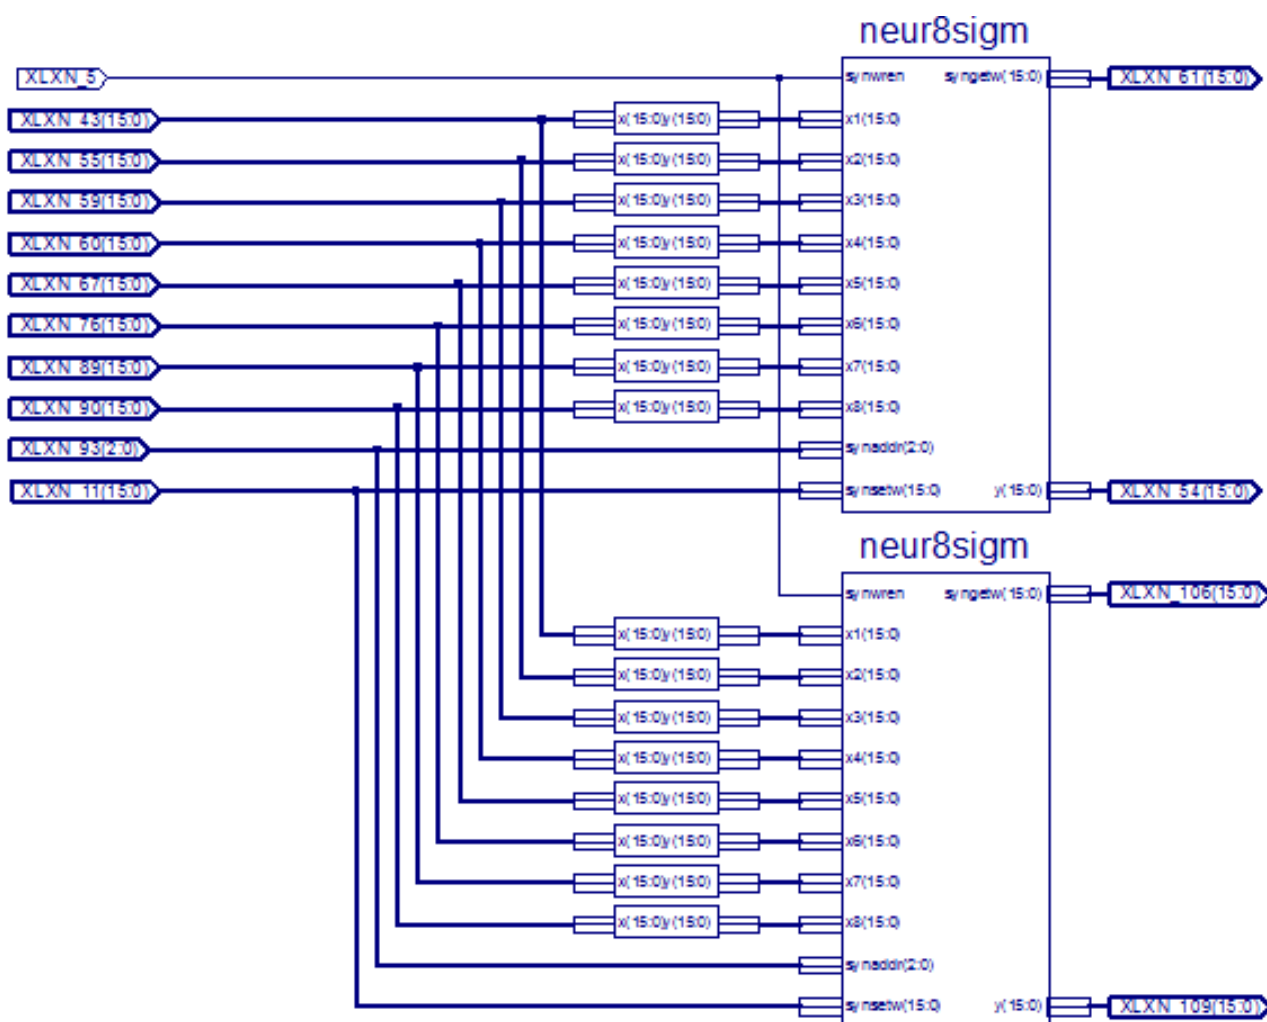 neur8sigm
XLXN_5 synwren syngetw(15:0) XLXN_61(15:0)
XLXN_43(15:0) x(15:0)y(15:0) x1(15:0)
XLXN_55(15:0) x(15:0)y(15:0) x2(15:0)
XLXN_59(15:0) x(15:0)y(15:0) x3(15:0)
XLXN_60(15:0) x(15:0)y(15:0) x4(15:0)
XLXN_67(15:0) x(15:0)y(15:0) x5(15:0)
XLXN_76(15:0) x(15:0)y(15:0) x6(15:0)
XLXN_89(15:0) x(15:0)y(15:0) x7(15:0)
XLXN_90(15:0) x(15:0)y(15:0) x8(15:0)
XLXN_93(2:0) synaddr(2:0)
XLXN_11(15:0) synsetw(15:0) y(15:0) XLXN_54(15:0)
neur8sigm
synwren syngetw(15:0) XLXN_106(15:0)
x(15:0)y(15:0) x1(15:0)
x(15:0)y(15:0) x2(15:0)
x(15:0)y(15:0) x3(15:0)
x(15:0)y(15:0) x4(15:0)
x(15:0)y(15:0) x5(15:0)
x(15:0)y(15:0) x6(15:0)
x(15:0)y(15:0) x7(15:0)
x(15:0)y(15:0) x8(15:0)
synaddr(2:0)
synsetw(15:0) y(15:0) XLXN_109(15:0)